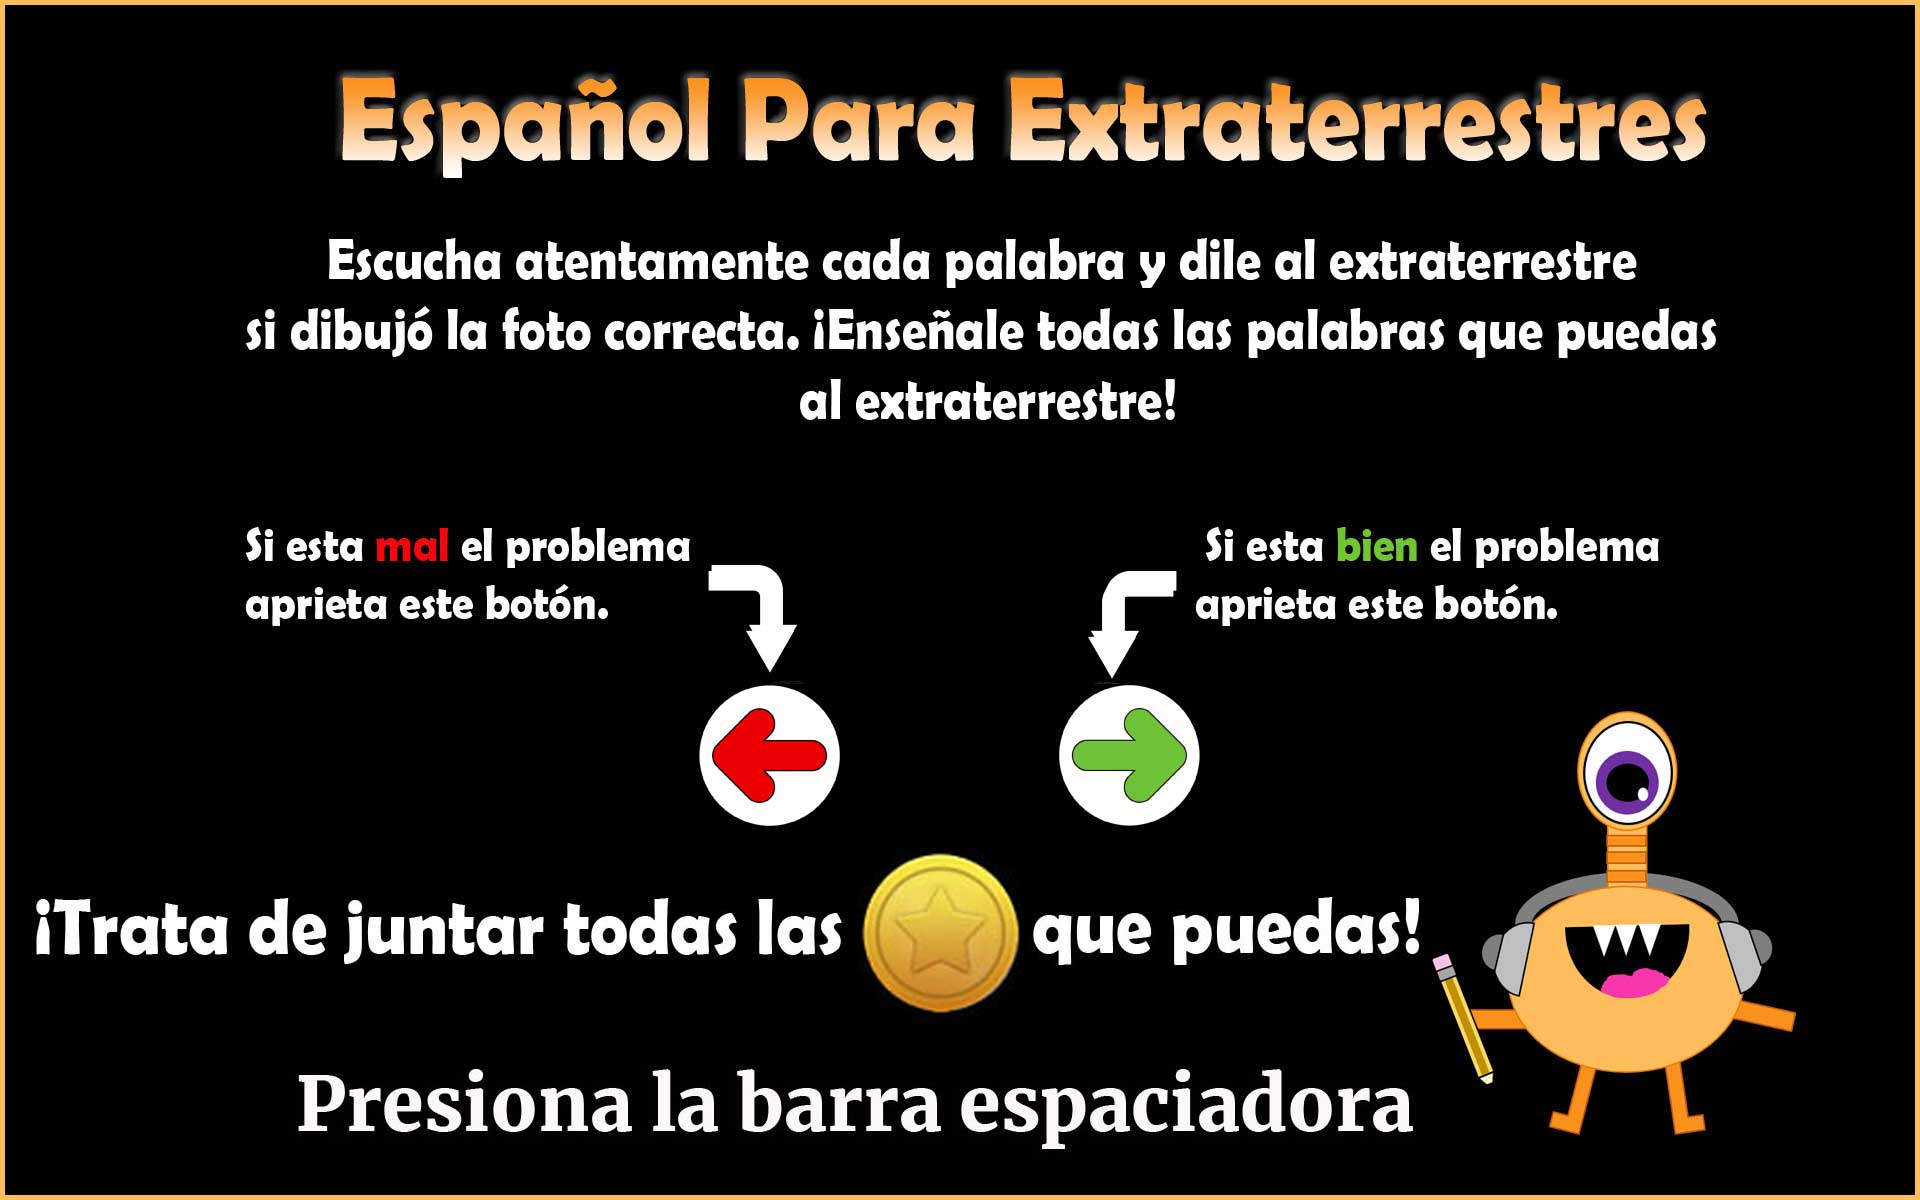 Español Para Extraterrestres
Escucha atentamente cada palabra y dile al extraterrestre
si dibujó la foto correcta. ¡Enseñale todas las palabras que puedas
al extraterrestre!
Si esta mal el problema
aprieta este botón.
Si esta bien el problema
aprieta este botón.
¡Trata de juntar todas las que puedas!
Presiona la barra espaciadora